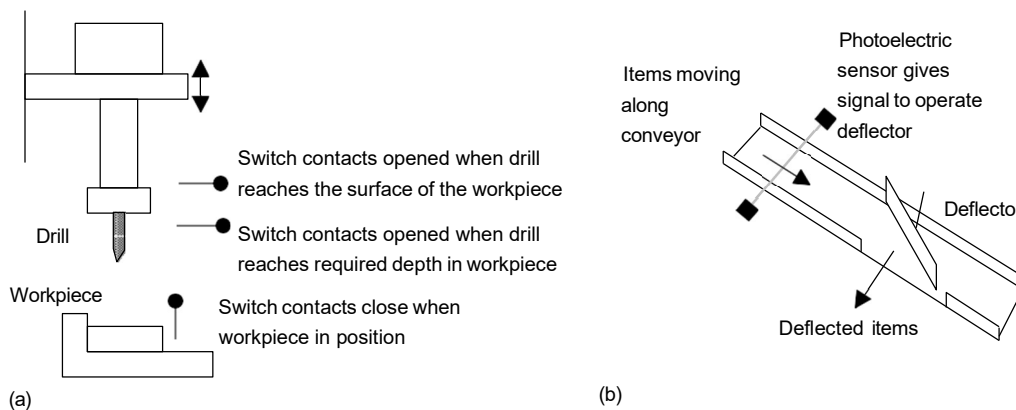 Switch contacts opened when drill
reaches the surface of the workpiece
Drill
Switch contacts opened when drill
reaches required depth in workpiece
Workpiece
Switch contacts close when
workpiece in position
(a)
Items moving
along
conveyor
Photoelectric
sensor gives
signal to operate
deflector
Deflecto
Deflected items
(b)